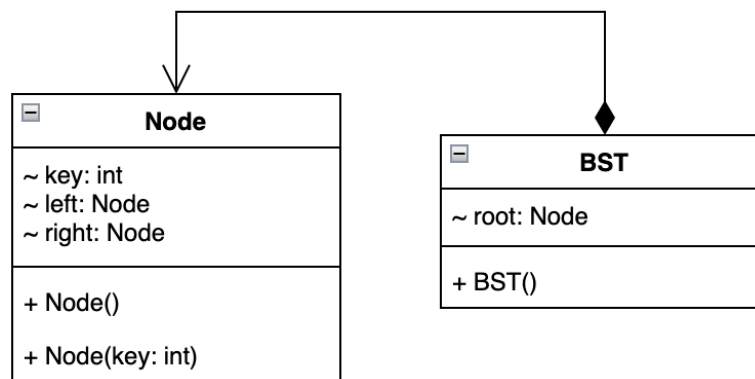 Node
~ key: int
~ left: Node
~ right: Node
+ Node()
+ Node(key: int)
BST
~ root: Node
+ BST()